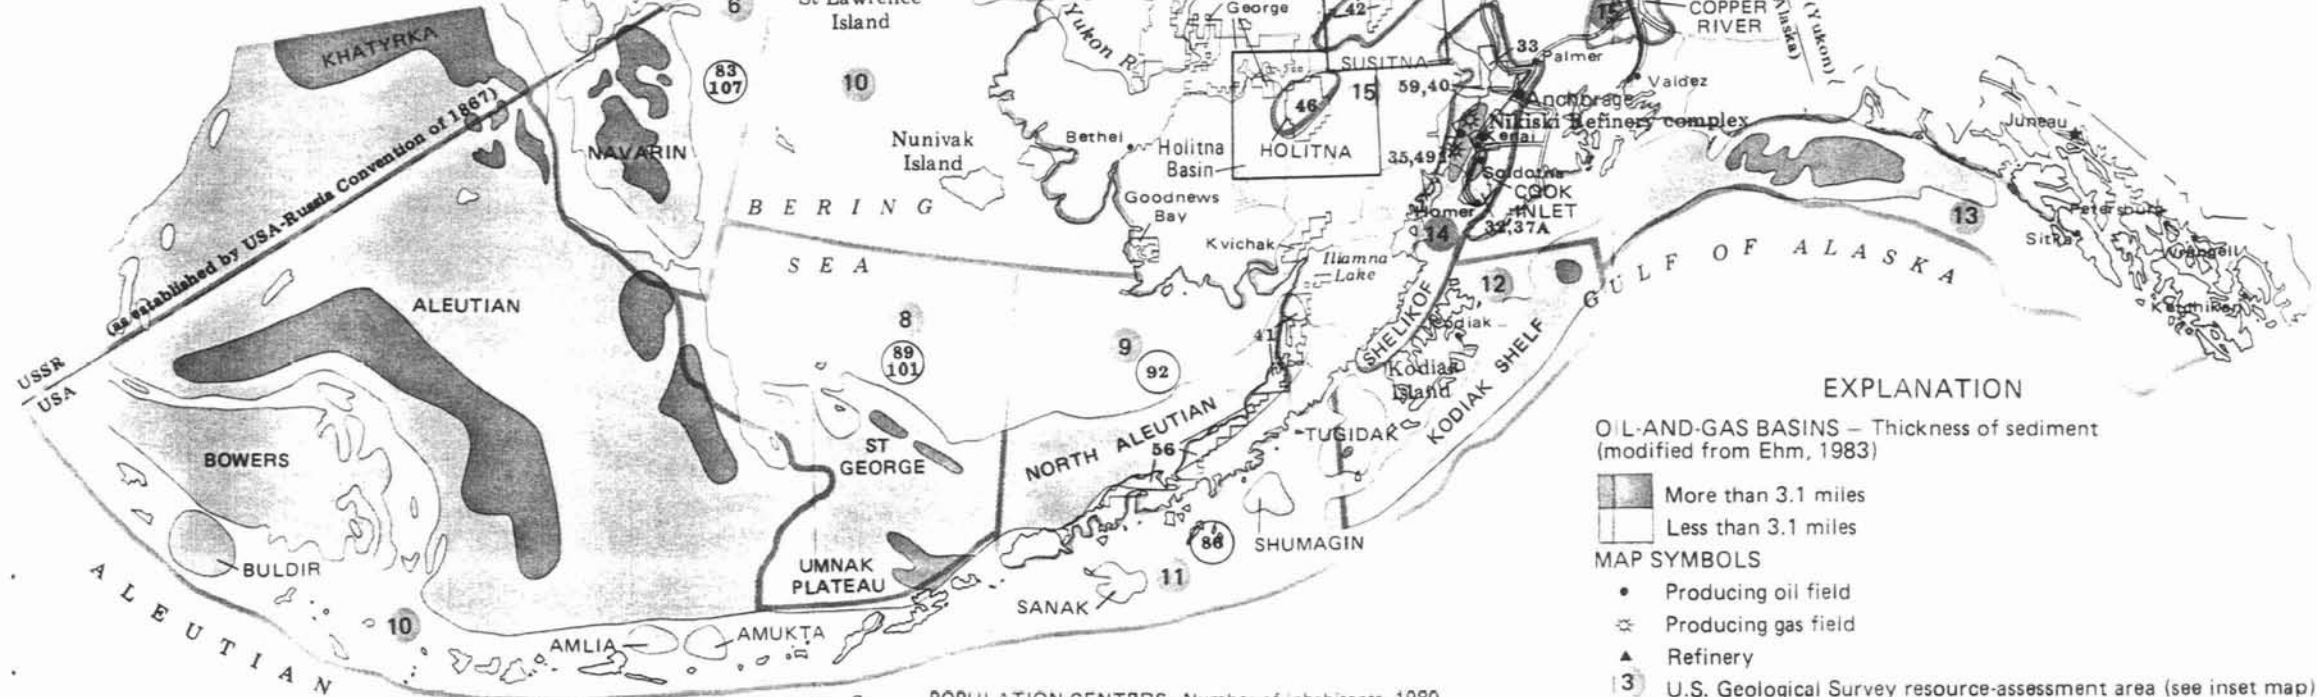 6
St Lawrence
Island
Yukon R
George
42
15
COPPER
RIVER
Alaska)
(Yukon)
KHATYRKA
83
107
10
SUSITNA
33
Palmer
Valdez
59,40
15
46
Anchorage
Nikiski Refinery complex
Kenai
Juneau
NAVARIN
Nunivak
Island
Bethel
Holitna
Basin
HOLITNA
35,49
Soldotna
COOK
INLET
Homer
32,37A
14
Goodnews
Bay
Kvichak
Iliamna
Lake
BERING
SEA
13
Petersburg
Sitka
Wrangell
Ketchikan
GULF OF ALASKA
12
(as established by USA-Russia Convention of 1867)
USSR
USA
ALEUTIAN
8
89
101
9
92
41
SHELIKOF
Kodiak
Kodiak
Island
KODIAK SHELF
TUGIDAK
NORTH ALEUTIAN
56
ST
GEORGE
BOWERS
BULDIR
UMNAK
PLATEAU
86
SHUMAGIN
11
SANAK
10
AMLIA
AMUKTA
ALEUTIAN
EXPLANATION
OIL-AND-GAS BASINS – Thickness of sediment
(modified from Ehm, 1983)
More than 3.1 miles
Less than 3.1 miles
MAP SYMBOLS
Producing oil field
Producing gas field
Refinery
3 U.S. Geological Survey resource-assessment area (see inset map)
POPULATION CENTERS Number of inhabitants, 1980